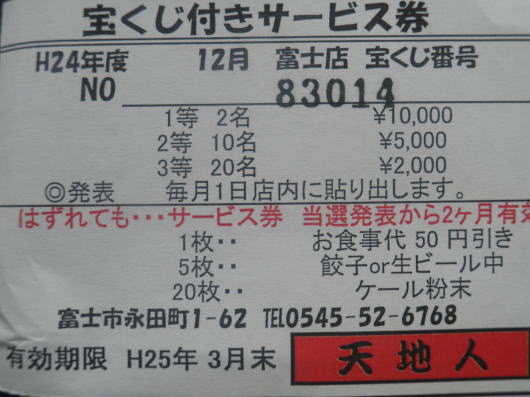 宝くじ付きサービス券
H24年度 12月 富士店 宝くじ番号
NO 83014
1等 2名 ¥10,000
2等 10名 ¥5,000
3等 20名 ¥2,000
◎発表 毎月1日店内に貼り出します。
はずれても・・・サービス券 当選発表から2ヶ月有効
1枚・・ お食事代 50 円引き
5枚・・ 餃子or生ビール中
20枚・・ ケール粉末
富士市永田町1-62 TEL0545-52-6768
有効期限 H25年 3月末 天地人